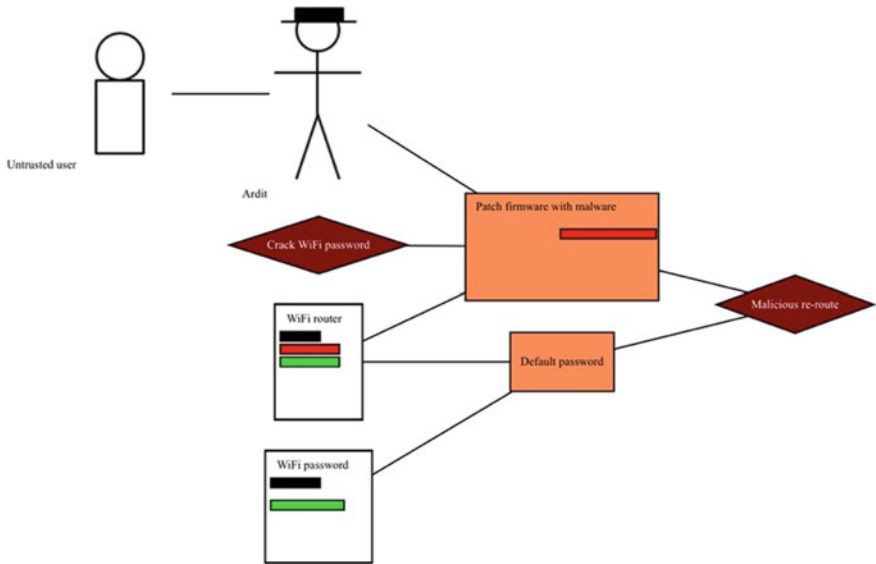 Untrusted user
Ardit
Patch firmware with malware
Crack WiFi password
Malicious re-route
WiFi router
Default password
WiFi password